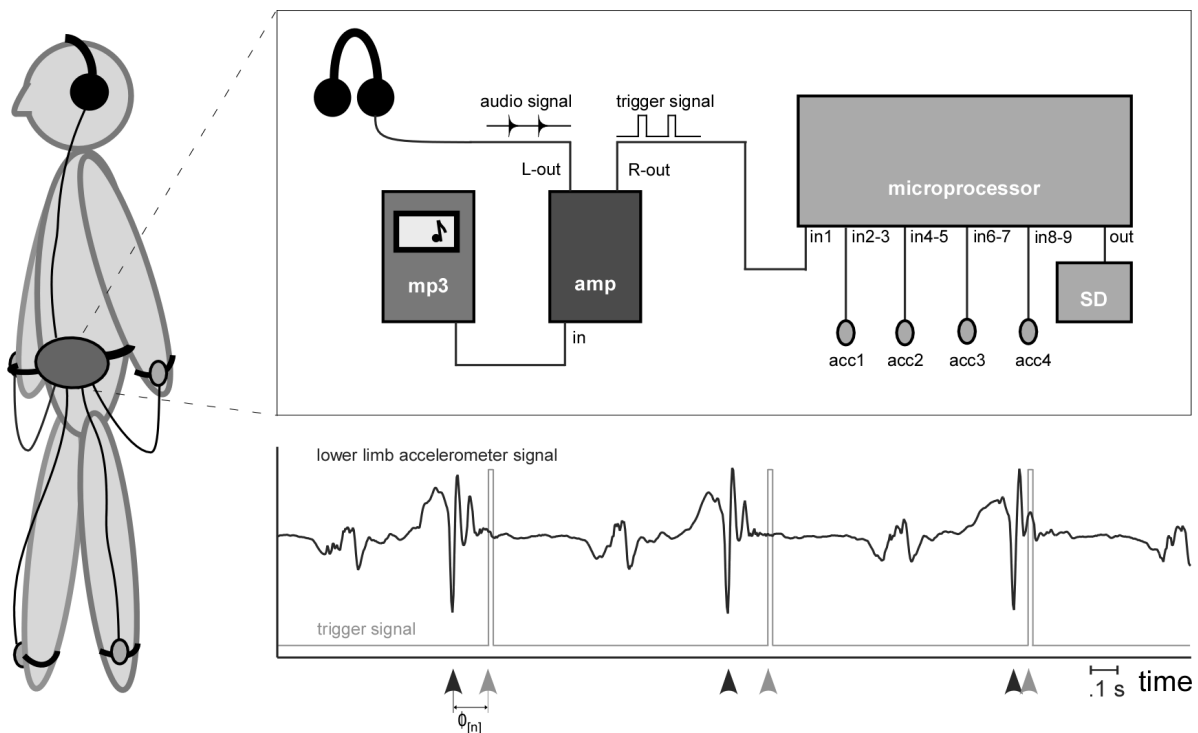 audio signal
trigger signal
L-out
R-out
microprocessor
in1
in2-3
in4-5
in6-7
in8-9
out
mp3
amp
SD
in
acc1
acc2
acc3
acc4
lower limb accelerometer signal
trigger signal
.1 s
time
ϕ[n]